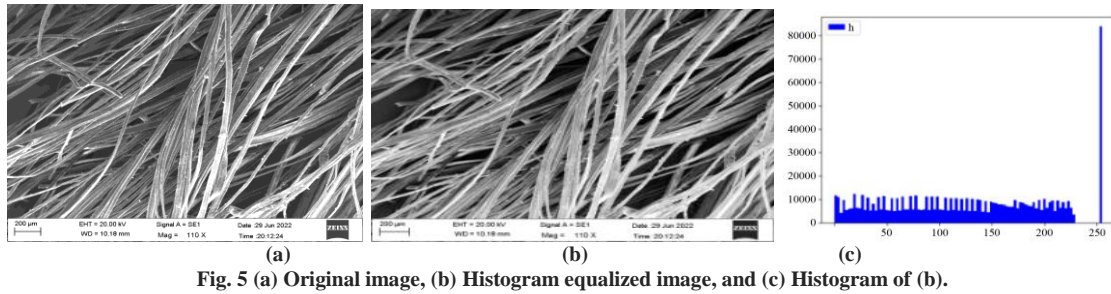 200 µm EHT = 20.00 kV Signal A = SE1 Date :29 Jun 2022 ZEISS
WD = 10.18 mm Mag = 110 X Time :20:12:24
200 µm EHT = 20.00 kV Signal A = SE1 Date :29 Jun 2022 ZEISS
WD = 10.18 mm Mag = 110 X Time :20:12:24
h
80000
70000
60000
50000
40000
30000
20000
10000
0
50 100 150 200 250
(a) (b) (c)
Fig. 5 (a) Original image, (b) Histogram equalized image, and (c) Histogram of (b).